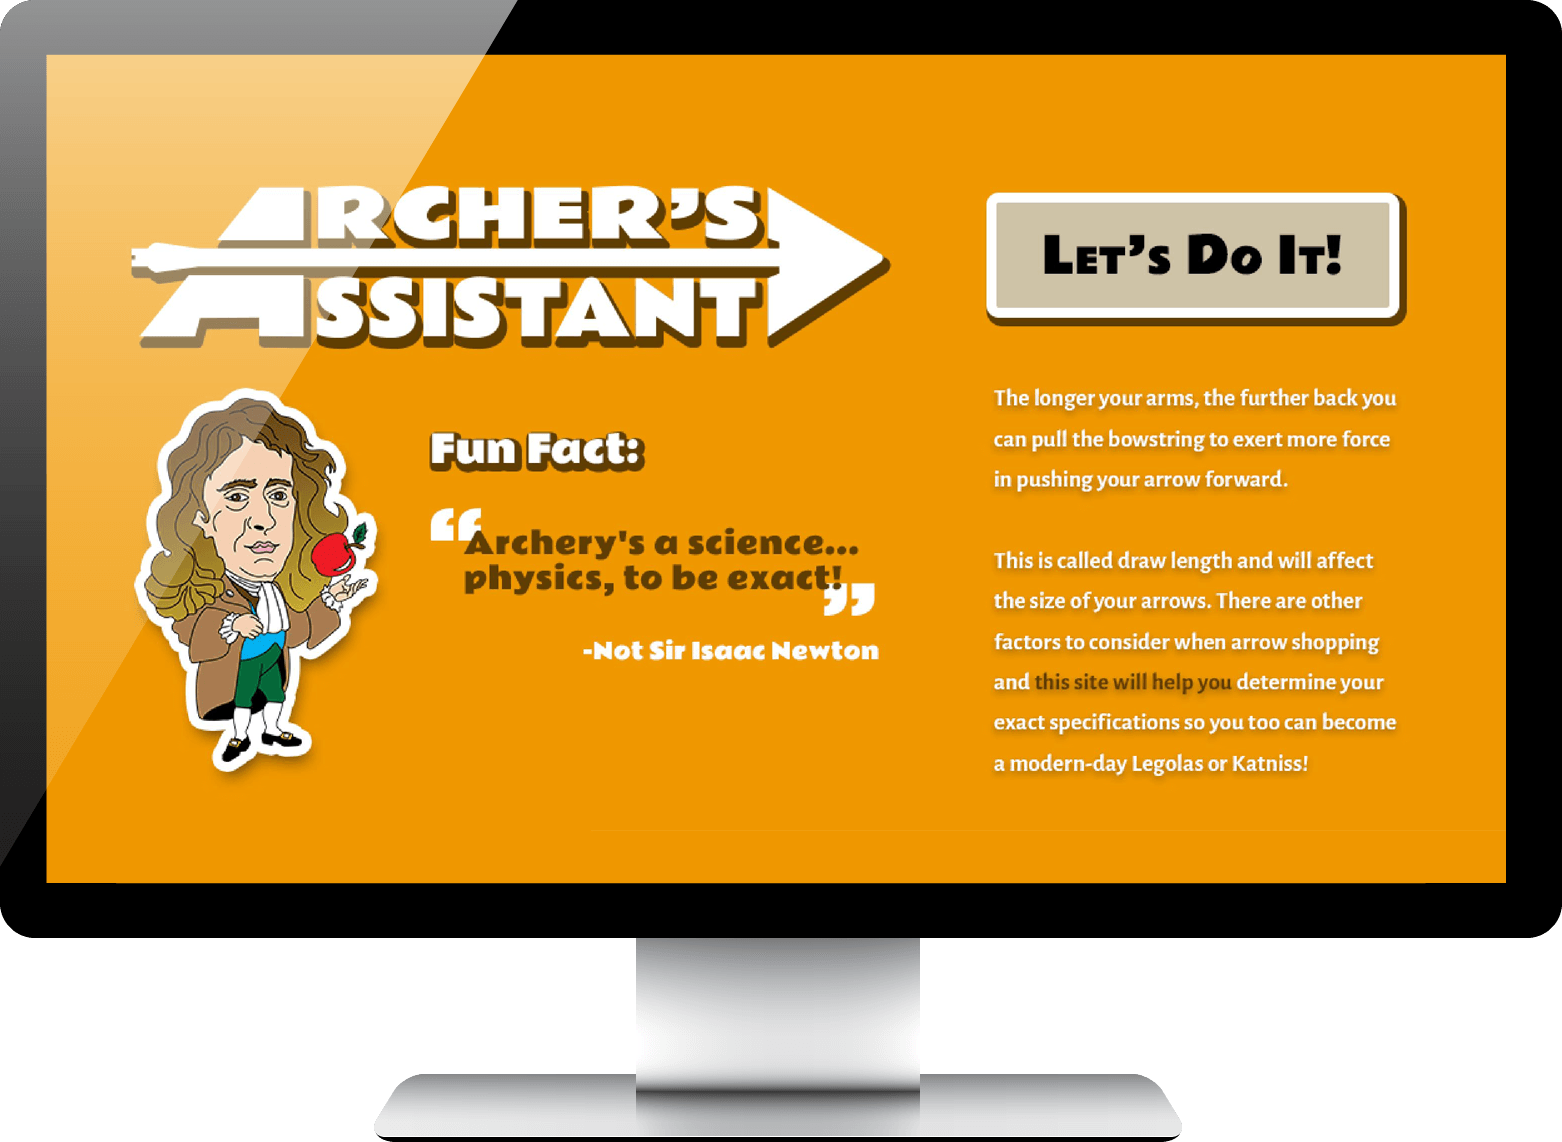 ARCHER'S
ASSISTANT
Fun Fact:
“Archery's a science...
physics, to be exact!”
-Not Sir Isaac Newton
LET'S DO IT!
The longer your arms, the further back you
can pull the bowstring to exert more force
in pushing your arrow forward.
This is called draw length and will affect
the size of your arrows. There are other
factors to consider when arrow shopping
and this site will help you determine your
exact specifications so you too can become
a modern-day Legolas or Katniss!